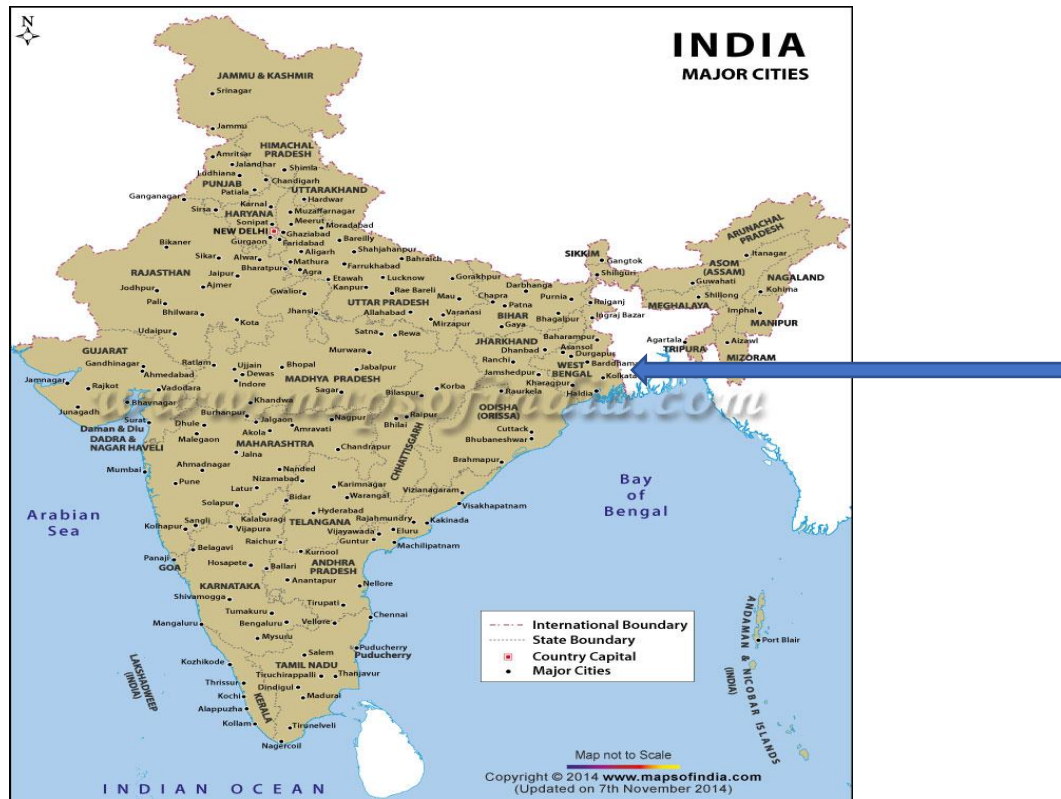 N
INDIA
MAJOR CITIES
JAMMU & KASHMIR
Srinagar
Jammu
HIMACHAL
PRADESH
Amritsar
Jalandhar
Ludhiana
Shimla
Chandigarh
PUNJAB
Patiala
UTTARAKHAND
Hardwar
Ganganagar
Karnal
Sirsa
HARYANA
Muzaffarnagar
Sonipat
Meerut
Moradabad
NEW DELHI
Ghaziabad
Gurgaon
Faridabad
Bareilly
Bikaner
Aligarh
Shahjahanpur
Sikar
Alwar
Mathura
Bahraich
RAJASTHAN
Jaipur
Bharatpur
Agra
Farrukhabad
Etawah
Lucknow
Gorakhpur
Jodhpur
Ajmer
Gwalior
Kanpur
Rae Bareli
Pali
UTTAR PRADESH
Mau
Bhilwara
Kota
Jhansi
Allahabad
Varanasi
Mirzapur
Udaipur
Satna
Rewa
SIKKIM
Gangtok
Shiliguri
Darbhanga
Chapra
Purnia
Raiganj
Patna
BIHAR
Ingraj Bazar
Gaya
Bhagalpur
ARUNACHAL
PRADESH
Itanagar
ASOM
(ASSAM)
NAGALAND
Guwahati
Kohima
Shillong
MEGHALAYA
Imphal
MANIPUR
Agartala
Aizawl
TRIPURA
MIZORAM
JHARKHAND
Baharampur
Dhanbad
Asansol
Durgapur
Ranchi
WEST
BENGAL
Barddhaman
Jamshedpur
Kolkata
Kharagpur
Haldia
Raurkela
GUJARAT
Gandhinagar
Ahmedabad
Ratlam
Ujjain
Bhopal
Murwara
Dewas
Jabalpur
Jamnagar
Indore
MADHYA PRADESH
Rajkot
Vadodara
Sagar
Korba
Bhavnagar
Khandwa
Bilaspur
www.mapsofindia.com
Junagadh
Surat
Burhanpur
Nagpur
Raipur
Daman & Diu
Dhule
Jalgaon
Amravati
Bhilai
DADRA &
NAGAR HAVELI
Malegaon
Akola
ODISHA
(ORISSA)
Cuttack
Bhubaneshwar
MAHARASHTRA
Jalna
Chandrapur
CHHATTISGARH
Brahmapur
Mumbai
Ahmadnagar
Nanded
Nizamabad
Pune
Latur
Karimnagar
Warangal
Vizianagaram
Visakhapatnam
Solapur
Bidar
Hyderabad
Arabian
Sea
Bay
of
Bengal
Kolhapur
Sangli
Kalaburagi
TELANGANA
Rajahmundry
Kakinada
Vijapura
Vijayawada
Eluru
Raichur
Guntur
Machilipatnam
Belagavi
Kurnool
Panaji
GOA
Hosapete
Ballari
ANDHRA
PRADESH
Anantapur
Nellore
KARNATAKA
Shivamogga
Tirupati
Tumakuru
Mangaluru
Bengaluru
Vellore
Chennai
Mysuru
Puducherry
Puducherry
Salem
Kozhikode
TAMIL NADU
Tiruchirappalli
Thanjavur
Thrissur
Dindigul
Kochi
Madurai
KERALA
Alappuzha
Kollam
Tirunelveli
Nagercoil
LAKSHADWEEP
(INDIA)
International Boundary
State Boundary
Country Capital
Major Cities
Port Blair
ANDAMAN & NICOBAR ISLANDS
(INDIA)
INDIAN OCEAN
Map not to Scale
Copyright © 2014 www.mapsofindia.com
(Updated on 7th November 2014)